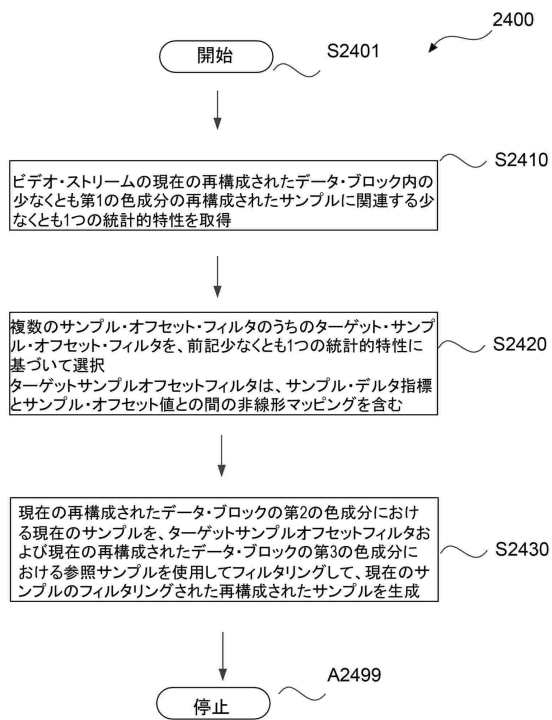 2400
開始
S2401
S2410
ビデオ・ストリームの現在の再構成されたデータ・ブロック内の
少なくとも第1の色成分の再構成されたサンプルに関連する少
なくとも1つの統計的特性を取得
複数のサンプル・オフセット・フィルタのうちのターゲット・サンプ
ル・オフセット・フィルタを、前記少なくとも1つの統計的特性に
基づいて選択
ターゲットサンプルオフセットフィルタは、サンプル・デルタ指標
とサンプル・オフセット値との間の非線形マッピングを含む
S2420
現在の再構成されたデータ・ブロックの第2の色成分におけ
る現在のサンプルを、ターゲットサンプルオフセットフィルタお
よび現在の再構成されたデータ・ブロックの第3の色成分に
おける参照サンプルを使用してフィルタリングして、現在のサ
ンプルのフィルタリングされた再構成されたサンプルを生成
S2430
A2499
停止